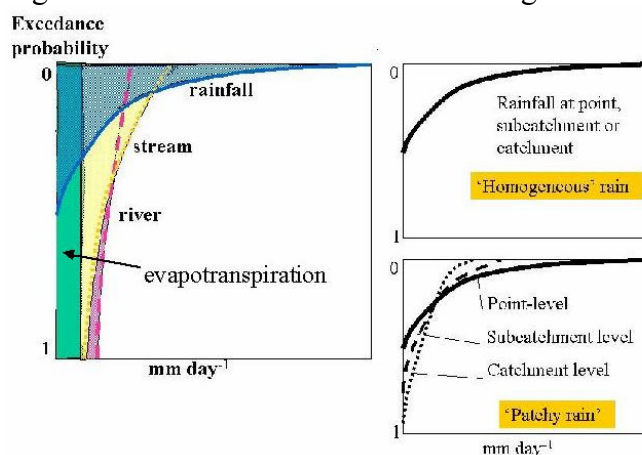 Excedance
probability
0
rainfall
stream
river
evapotranspiration
1
mm day⁻¹
0
Rainfall at point,
subcatchment or
catchment
'Homogeneous' rain
1
0
Point-level
Subcatchment level
Catchment level
'Patchy rain'
1
mm day⁻¹